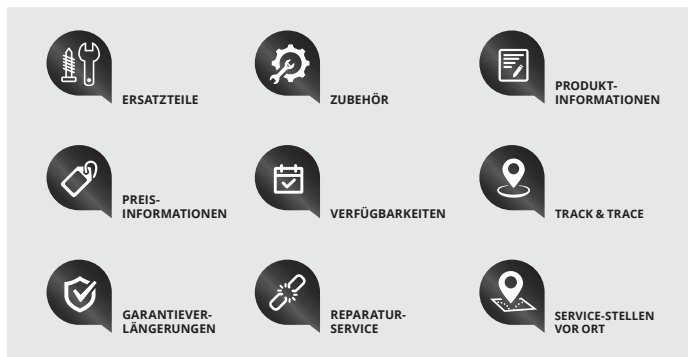 ERSATZTEILE
ZUBEHÖR
PRODUKT-
INFORMATIONEN
PREIS-
INFORMATIONEN
VERFÜGBARKEITEN
TRACK & TRACE
GARANTIEVER-
LÄNGERUNGEN
REPARATUR-
SERVICE
SERVICE-STELLEN
VOR ORT